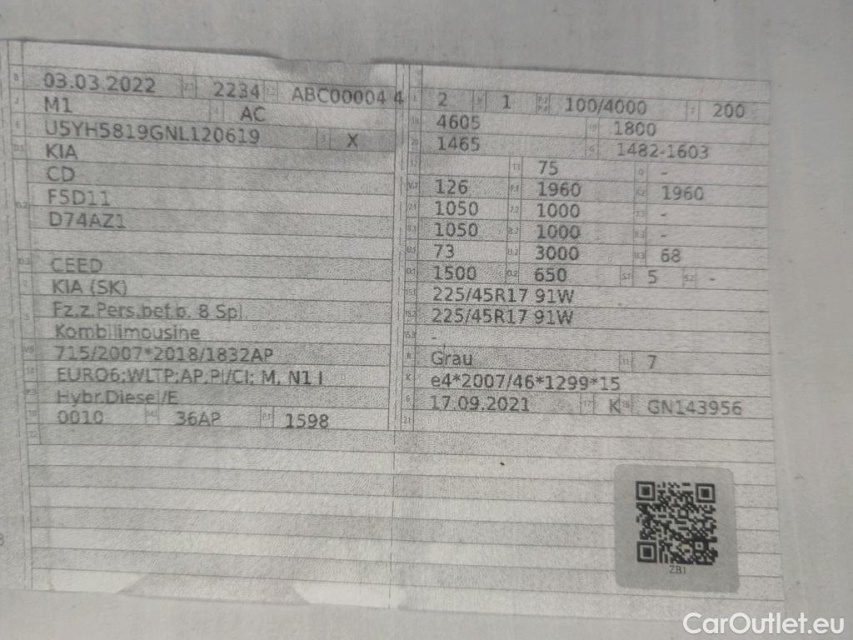 03.03.2022 2234 ABC00004 4
M1 AC
U5YH5819GNL120619 X
KIA
CD
F5D11
D74AZ1
CEED
KIA (SK)
Fz.z.Pers.bef.b. 8 Spl
Kombilimousine
715/2007*2018/1832AP
EURO6;WLTP;AP,PI/CI; M, N1 I
Hybr.Diesel/E
0010 36AP 1598
2 1 100/4000 200
4605 1800
1465 1482-1603
75 -
126 1960 1960
1050 1000 -
1050 1000 -
73 3000 68
1500 650 5 -
225/45R17 91W
225/45R17 91W
-
Grau 7
e4*2007/46*1299*15
17.09.2021 K GN143956
ZB1
CarOutlet.eu